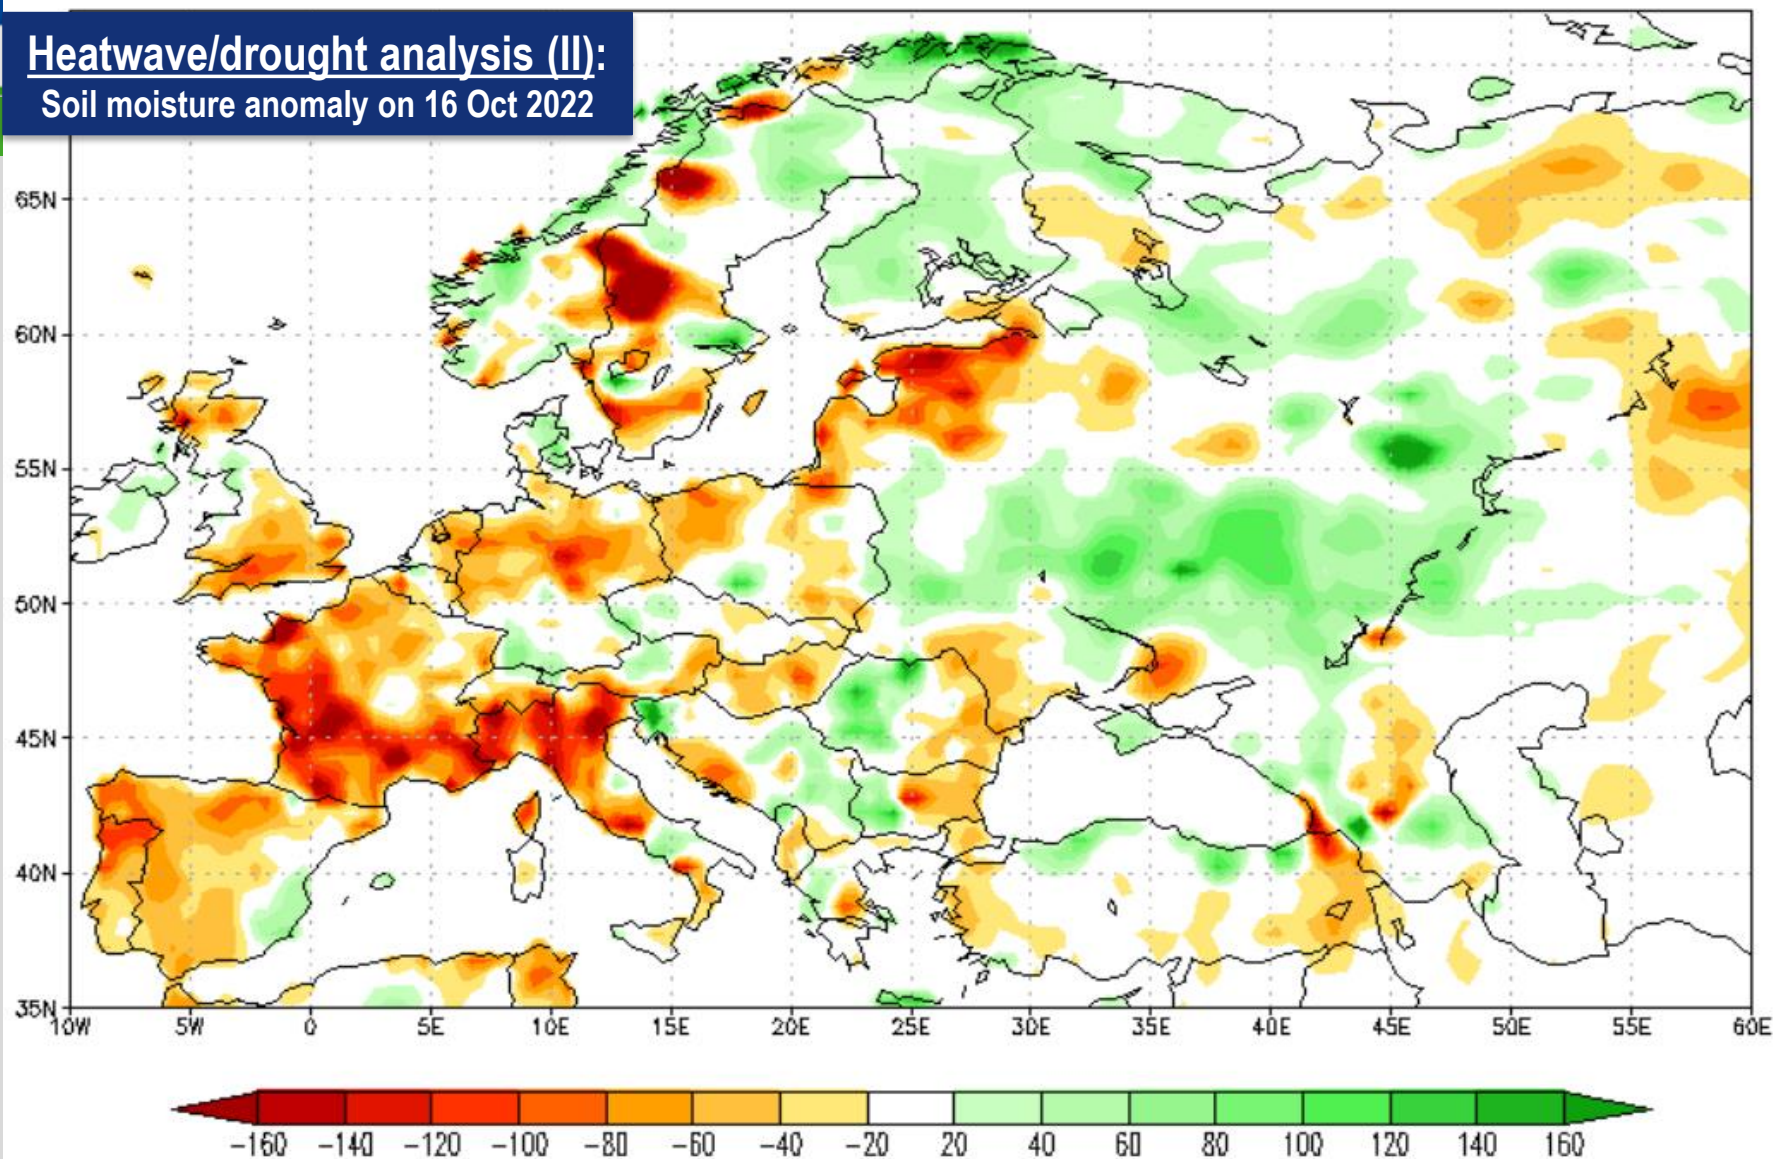 Heatwave/drought analysis (II):
Soil moisture anomaly on 16 Oct 2022
65N
60N
55N
50N
45N
40N
35N
10W 5W 0 5E 10E 15E 20E 25E 30E 35E 40E 45E 50E 55E 60E
-160 -140 -120 -100 -80 -60 -40 -20 20 40 60 80 100 120 140 160